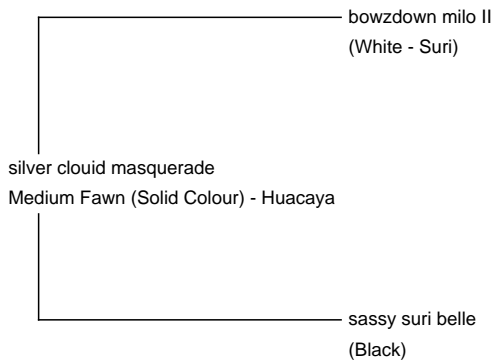 bowzdown milo II
(White - Suri)
silver clouid masquerade
Medium Fawn (Solid Colour) - Huacaya
sassy suri belle
(Black)